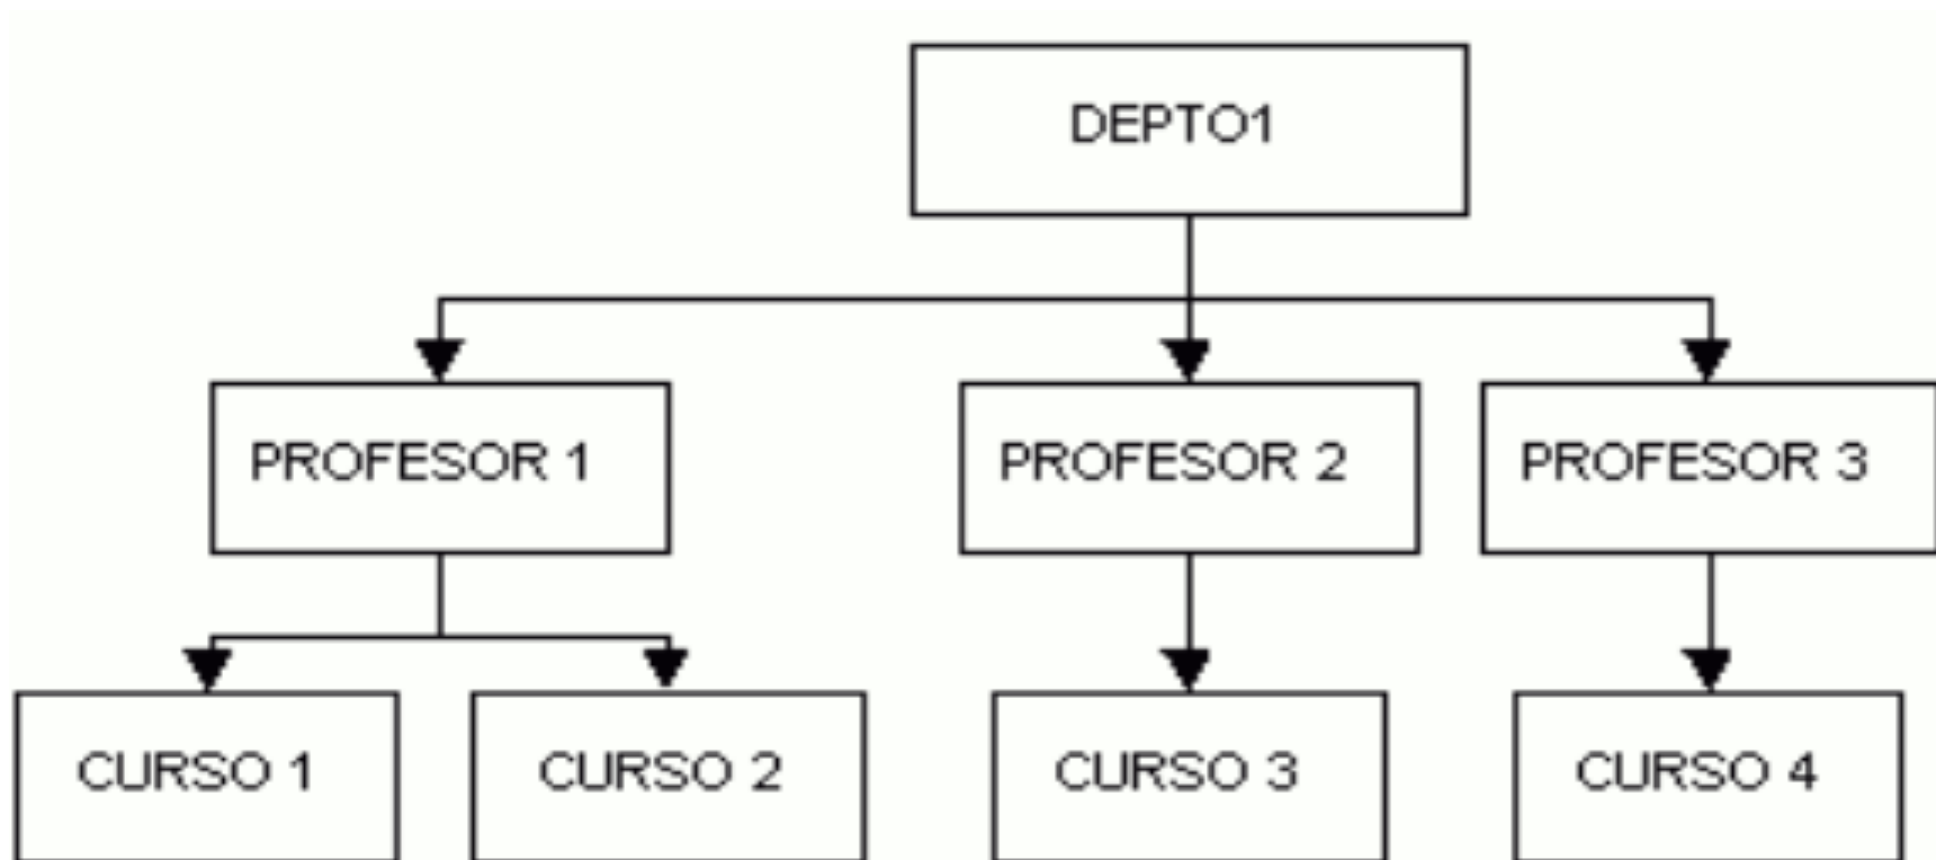 DEPTO1
PROFESOR 1
PROFESOR 2
PROFESOR 3
CURSO 1
CURSO 2
CURSO 3
CURSO 4